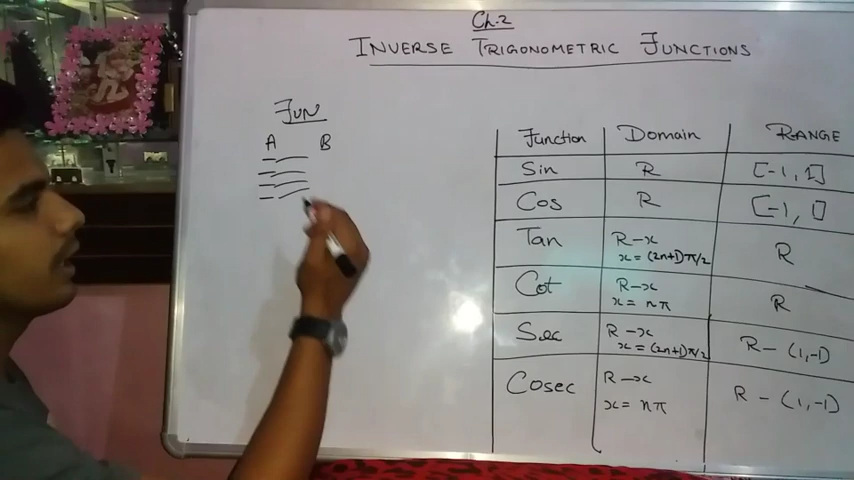 Ch.2
INVERSE TRIGONOMETRIC FUNCTIONS
FUN
A B
Function Domain RANGE
Sin R [-1, 1]
Cos R [-1, 1]
Tan R-x x=(2n+1)π/2 R
Cot R-x x= nπ R
Sec R-x x=(2n+1)π/2 R-(1,-1)
Cosec R-x x= nπ R-(1,-1)